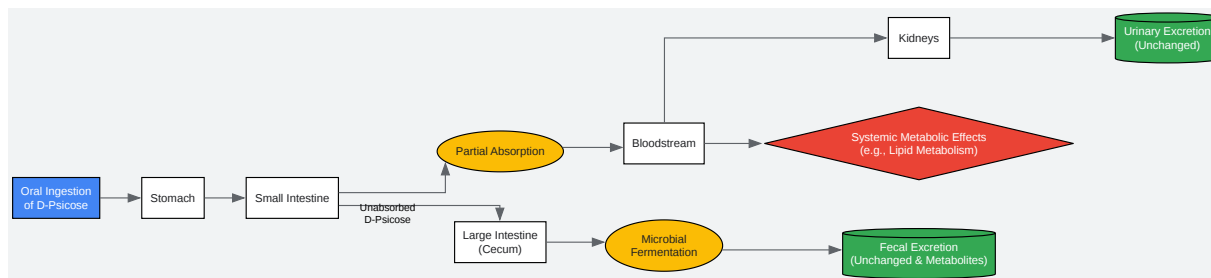 Oral Ingestion
of D-Psicose
Stomach
Small Intestine
Unabsorbed
D-Psicose
Partial Absorption
Bloodstream
Kidneys
Urinary Excretion
(Unchanged)
Systemic Metabolic Effects
(e.g., Lipid Metabolism)
Large Intestine
(Cecum)
Microbial
Fermentation
Fecal Excretion
(Unchanged & Metabolites)